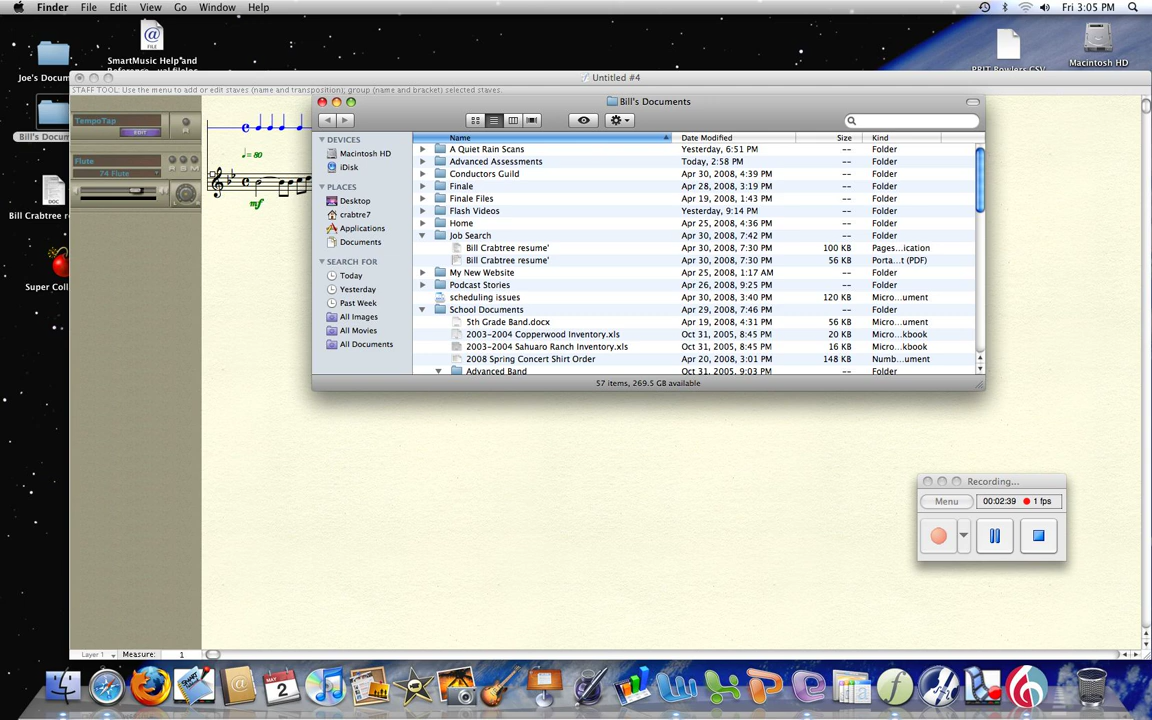 Finder File Edit View Go Window Help
Fri 3:05 PM
FILE
SmartMusic Help and
Joe's Docum
Macintosh HD
Untitled #4
STAFF TOOL: Use the menu to add or edit staves (name and transposition); group (name and bracket) selected staves.
Bill's Docum
TempoTap
EDIT
Flute
74 Flute
♩= 80
mf
DOC
Bill Crabtree r
Super Coll
Bill's Documents
DEVICES
Macintosh HD
iDisk
PLACES
Desktop
crabtre7
Applications
Documents
SEARCH FOR
Today
Yesterday
Past Week
All Images
All Movies
All Documents
Name Date Modified Size Kind
A Quiet Rain Scans Yesterday, 6:51 PM -- Folder
Advanced Assessments Today, 2:58 PM -- Folder
Conductors Guild Apr 30, 2008, 4:39 PM -- Folder
Finale Apr 28, 2008, 3:19 PM -- Folder
Finale Files Apr 19, 2008, 1:43 PM -- Folder
Flash Videos Yesterday, 9:14 PM -- Folder
Home Apr 25, 2008, 4:36 PM -- Folder
Job Search Apr 30, 2008, 7:42 PM -- Folder
Bill Crabtree resume' Apr 30, 2008, 7:30 PM 100 KB Pages...ication
Bill Crabtree resume' Apr 30, 2008, 7:30 PM 56 KB Porta...t (PDF)
My New Website Apr 25, 2008, 1:17 AM -- Folder
Podcast Stories Apr 26, 2008, 9:25 PM -- Folder
scheduling issues Apr 30, 2008, 3:40 PM 120 KB Micro...ument
School Documents Apr 29, 2008, 7:46 PM -- Folder
5th Grade Band.docx Apr 19, 2008, 4:31 PM 56 KB Micro...ument
2003-2004 Copperwood Inventory.xls Oct 31, 2005, 8:45 PM 20 KB Micro...kbook
2003-2004 Sahuaro Ranch Inventory.xls Oct 31, 2005, 8:45 PM 16 KB Micro...kbook
2008 Spring Concert Shirt Order Apr 20, 2008, 3:01 PM 148 KB Numb...ument
Advanced Band Oct 31, 2005, 9:03 PM -- Folder
57 items, 269.5 GB available
Recording...
Menu 00:02:39 1 fps
Layer 1 Measure: 1
MAY
2